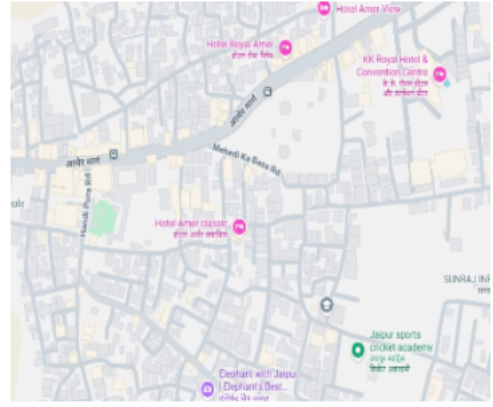 Hotel Amer View
Hotel Royal Amer
KK Royal Hotel &
Convention Centre
आमेर मार्ग
Mehedi Ka Bass Rd
आमेर मार्ग
Handi Pura Rd
Hotel Amer classic
SUNRAJ INF
Jaipur sports
cricket academy
Elephant with Jaipur
| Elephant's Best...